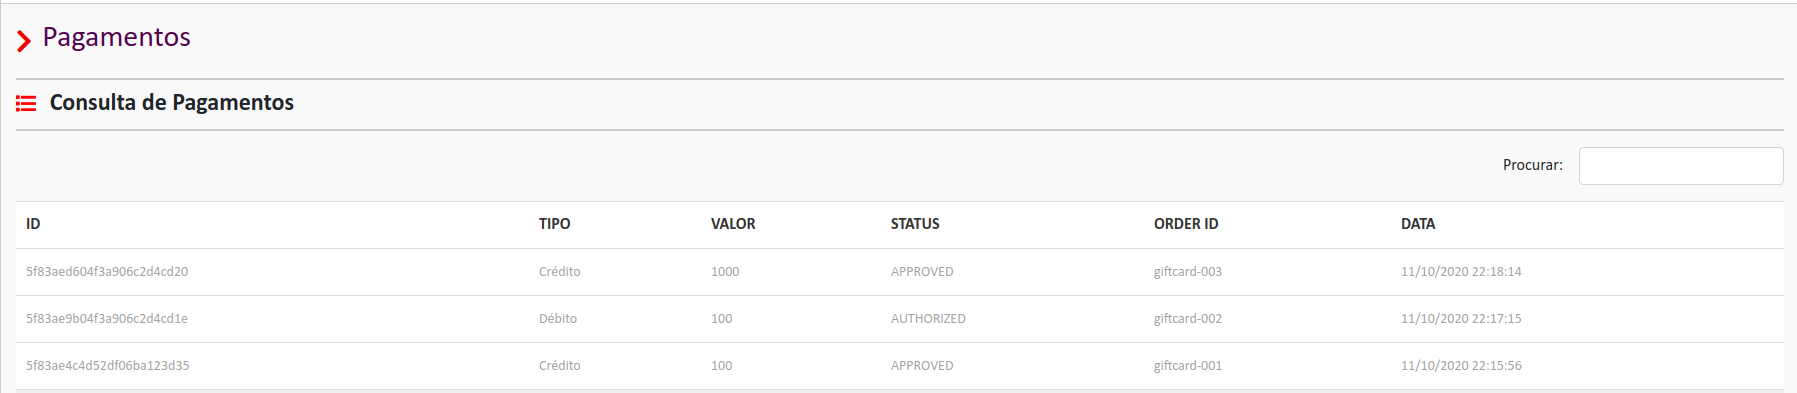 Pagamentos
Consulta de Pagamentos
Procurar:
ID TIPO VALOR STATUS ORDER ID DATA
5f83aed604f3a906c2d4cd20 Crédito 1000 APPROVED giftcard-003 11/10/2020 22:18:14
5f83ae9b04f3a906c2d4cd1e Débito 100 AUTHORIZED giftcard-002 11/10/2020 22:17:15
5f83ae4c4d52df06ba123d35 Crédito 100 APPROVED giftcard-001 11/10/2020 22:15:56